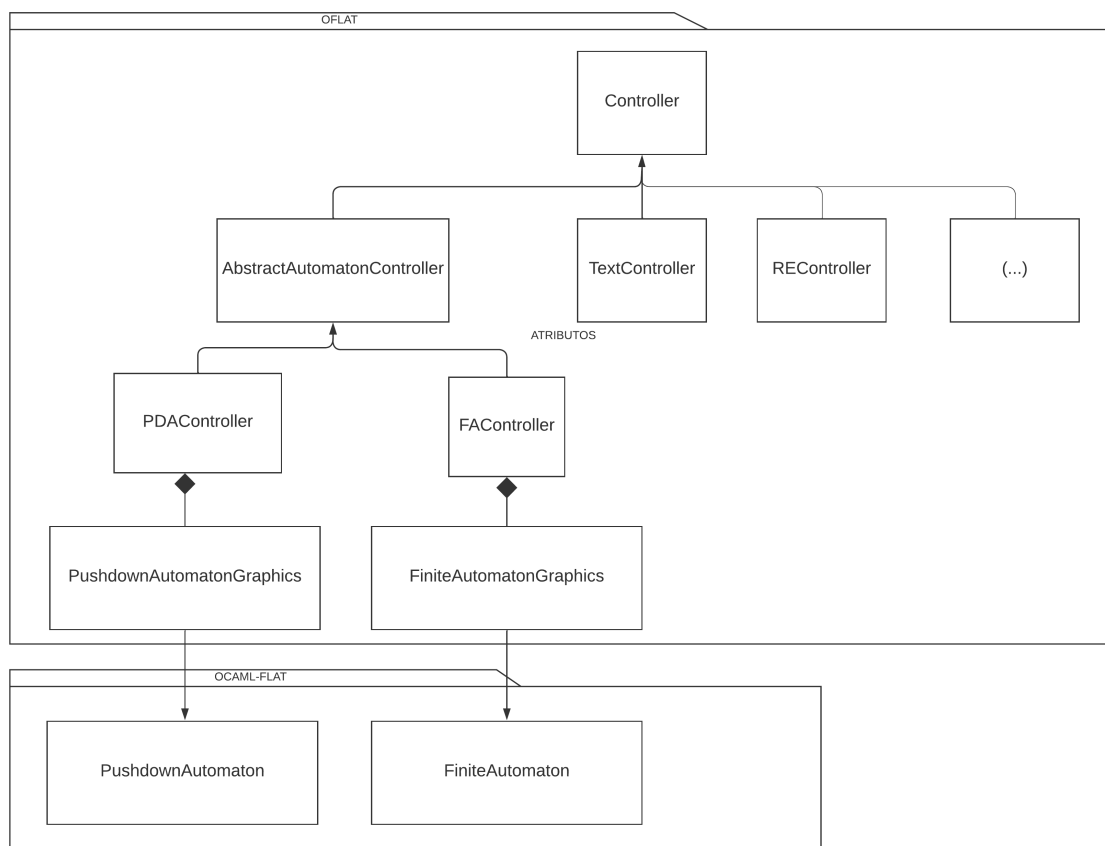 OFLAT
Controller
AbstractAutomatonController
TextController
REController
(...)
ATRIBUTOS
PDAController
FAController
PushdownAutomatonGraphics
FiniteAutomatonGraphics
OCAML-FLAT
PushdownAutomaton
FiniteAutomaton